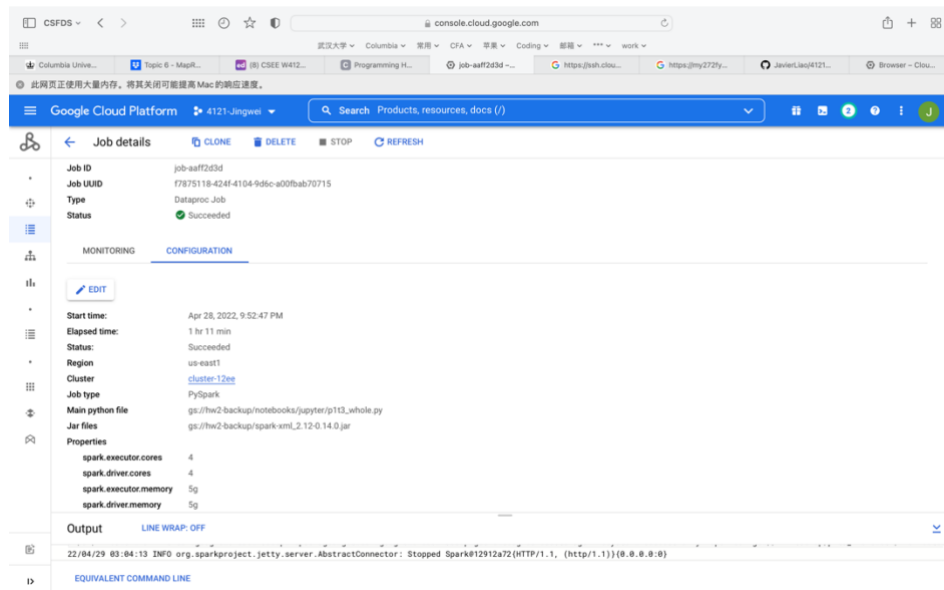 CSFDS
console.cloud.google.com
武汉大学 Columbia 常用 CFA 苹果 Coding 邮箱 *** work
Columbia Unive... Topic 6 - MapR... (8) CSEE W412... Programming H... job-aaff2d3d –... https://ssh.clou... https://my272fy... JavierLiao/4121... Browser – Clou...
此网页正使用大量内存。将其关闭可能提高 Mac 的响应速度。
Google Cloud Platform 4121-Jingwei Search Products, resources, docs (/) 2 J
Job details CLONE DELETE STOP REFRESH
Job ID job-aaff2d3d
Job UUID f7875118-424f-4104-9d6c-a00fbab70715
Type Dataproc Job
Status Succeeded
MONITORING CONFIGURATION
EDIT
Start time: Apr 28, 2022, 9:52:47 PM
Elapsed time: 1 hr 11 min
Status: Succeeded
Region us-east1
Cluster cluster-12ee
Job type PySpark
Main python file gs://hw2-backup/notebooks/jupyter/p1t3_whole.py
Jar files gs://hw2-backup/spark-xml_2.12-0.14.0.jar
Properties
spark.executor.cores 4
spark.driver.cores 4
spark.executor.memory 5g
spark.driver.memory 5g
Output LINE WRAP: OFF
22/04/29 03:04:13 INFO org.sparkproject.jetty.server.AbstractConnector: Stopped Spark@12912a72{HTTP/1.1, (http/1.1)}{0.0.0.0:0}
EQUIVALENT COMMAND LINE